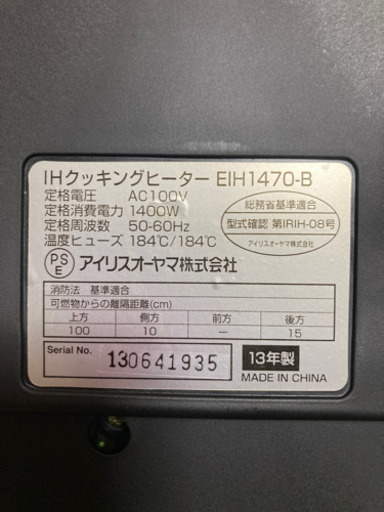 IHクッキングヒーター EIH1470-B
定格電圧 AC100V
定格消費電力 1400W
定格周波数 50-60Hz
温度ヒューズ 184℃/184℃
総務省基準適合
型式確認 第IRIH-08号
アイリスオーヤマ株式会社
PS
E
アイリスオーヤマ株式会社
消防法 基準適合
可燃物からの離隔距離(cm)
上方 側方 前方 後方
100 10 — 15
Serial No. 130641935
13年製
MADE IN CHINA